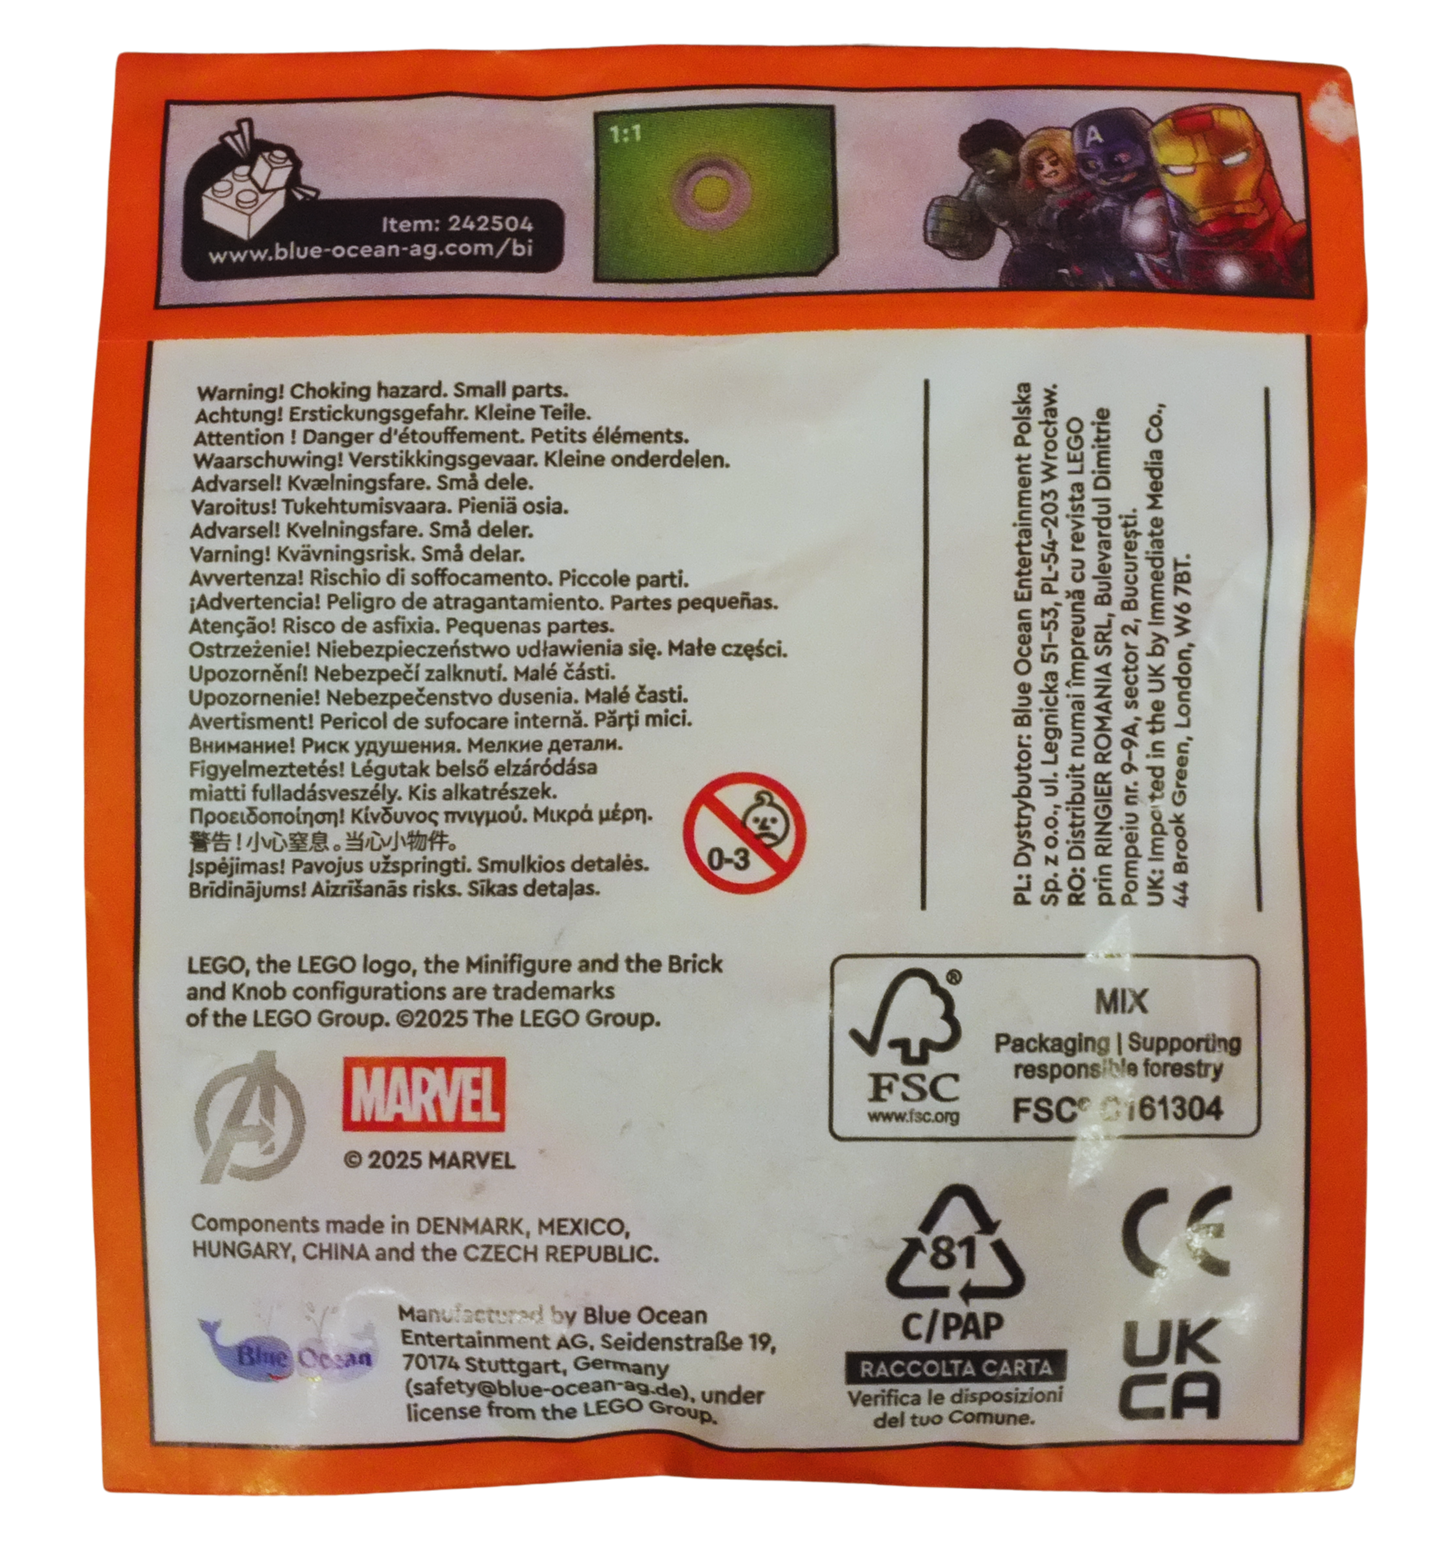 Item: 242504
www.blue-ocean-ag.com/bi
1:1
A
Warning! Choking hazard. Small parts.
Achtung! Erstickungsgefahr. Kleine Teile.
Attention ! Danger d'étouffement. Petits éléments.
Waarschuwing! Verstikkingsgevaar. Kleine onderdelen.
Advarsel! Kvælningsfare. Små dele.
Varoitus! Tukehtumisvaara. Pieniä osia.
Advarsel! Kvelningsfare. Små deler.
Varning! Kvävningsrisk. Små delar.
Avvertenza! Rischio di soffocamento. Piccole parti.
¡Advertencia! Peligro de atragantamiento. Partes pequeñas.
Atenção! Risco de asfixia. Pequenas partes.
Ostrzeżenie! Niebezpieczeństwo udławienia się. Małe części.
Upozornění! Nebezpečí zalknutí. Malé části.
Upozornenie! Nebezpečenstvo dusenia. Malé časti.
Avertisment! Pericol de sufocare internă. Părți mici.
Внимание! Риск удушения. Мелкие детали.
Figyelmeztetés! Légutak belső elzáródása
miatti fulladásveszély. Kis alkatrészek.
Προειδοποίηση! Κίνδυνος πνιγμού. Μικρά μέρη.
警告!小心窒息。当心小物件。
Įspėjimas! Pavojus užspringti. Smulkios detalės.
Brīdinājums! Aizrīšanās risks. Sīkas detaļas.
0-3
PL: Dystrybutor: Blue Ocean Entertainment Polska
Sp. z o.o., ul. Legnicka 51-53, PL-54-203 Wrocław.
RO: Distribuit numai împreună cu revista LEGO
prin RINGIER ROMANIA SRL, Bulevardul Dimitrie
Pompeiu nr. 9-9A, sector 2, București.
UK: Imported in the UK by Immediate Media Co.,
44 Brook Green, London, W6 7BT.
LEGO, the LEGO logo, the Minifigure and the Brick
and Knob configurations are trademarks
of the LEGO Group. ©2025 The LEGO Group.
MARVEL
© 2025 MARVEL
FSC®
www.fsc.org
MIX
Packaging | Supporting
responsible forestry
FSC® C161304
Components made in DENMARK, MEXICO,
HUNGARY, CHINA and the CZECH REPUBLIC.
Blue Ocean
Manufactured by Blue Ocean
Entertainment AG, Seidenstraße 19,
70174 Stuttgart, Germany
(safety@blue-ocean-ag.de), under
license from the LEGO Group.
81
C/PAP
RACCOLTA CARTA
Verifica le disposizioni
del tuo Comune.
CE
UK
CA